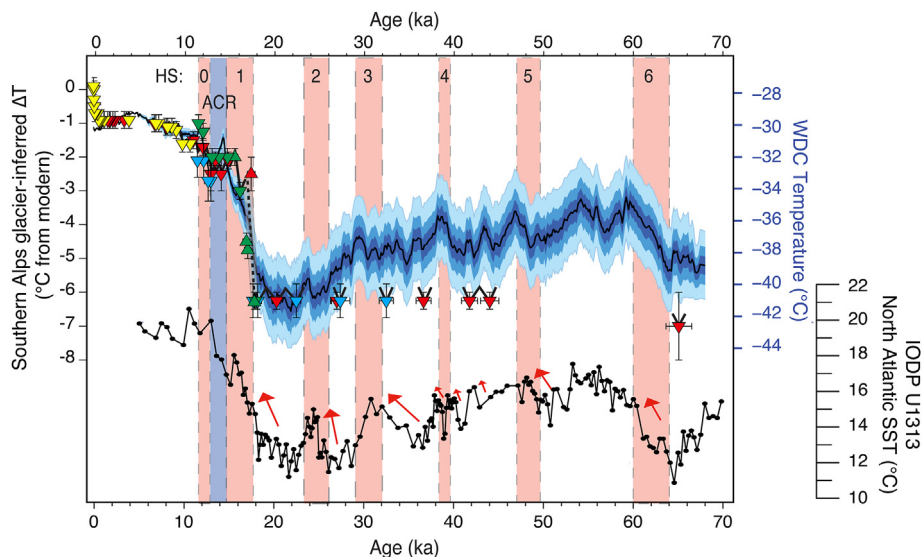 Age (ka)
0 10 20 30 40 50 60 70
HS: 0 1 2 3 4 5 6
ACR
Southern Alps glacier-inferred ΔT
(°C from modern)
0
-1
-2
-3
-4
-5
-6
-7
-8
−28
−30
−32
−34
−36
−38
−40
−42
−44
WDC Temperature (°C)
22
20
18
16
14
12
10
IODP U1313
North Atlantic SST (°C)
0 10 20 30 40 50 60 70
Age (ka)